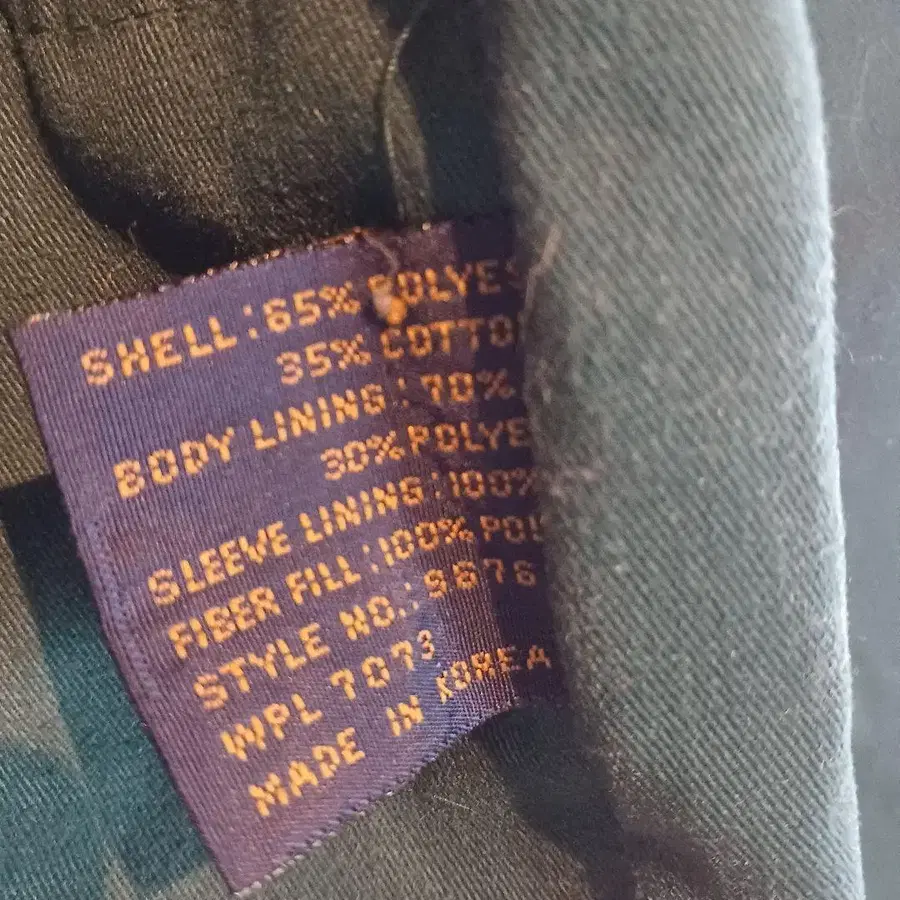 SHELL:65% POLYES
35% COTTO
BODY LINING:70%
30% POLYE
SLEEVE LINING:100%
FIBER FILL:100% POL
STYLE NO.:
WPL 7073
MADE IN KOREA